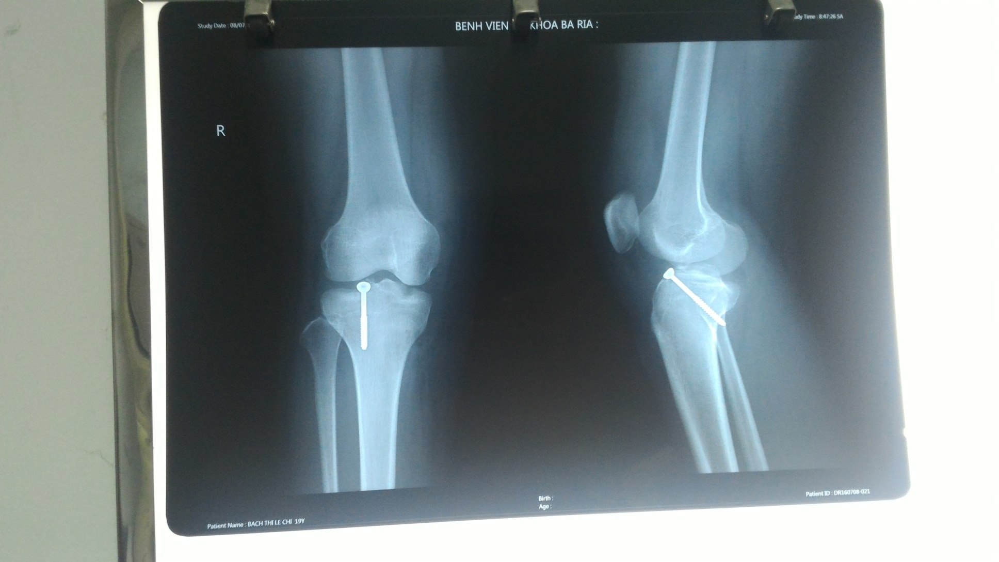 Study Date : 08/07
BENH VIEN KHOA BA RIA :
dy Time : 8:47:26 SA
R
Birth :
Age :
Patient ID : DR160708-021
Patient Name : BACH THI LE CHI 19Y